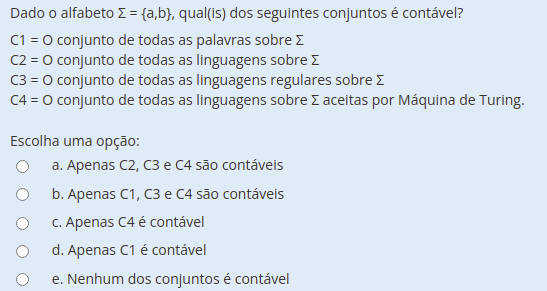 Dado o alfabeto Σ = {a,b}, qual(is) dos seguintes conjuntos é contável?
C1 = O conjunto de todas as palavras sobre Σ
C2 = O conjunto de todas as linguagens sobre Σ
C3 = O conjunto de todas as linguagens regulares sobre Σ
C4 = O conjunto de todas as linguagens sobre Σ aceitas por Máquina de Turing.
Escolha uma opção:
a. Apenas C2, C3 e C4 são contáveis
b. Apenas C1, C3 e C4 são contáveis
c. Apenas C4 é contável
d. Apenas C1 é contável
e. Nenhum dos conjuntos é contável